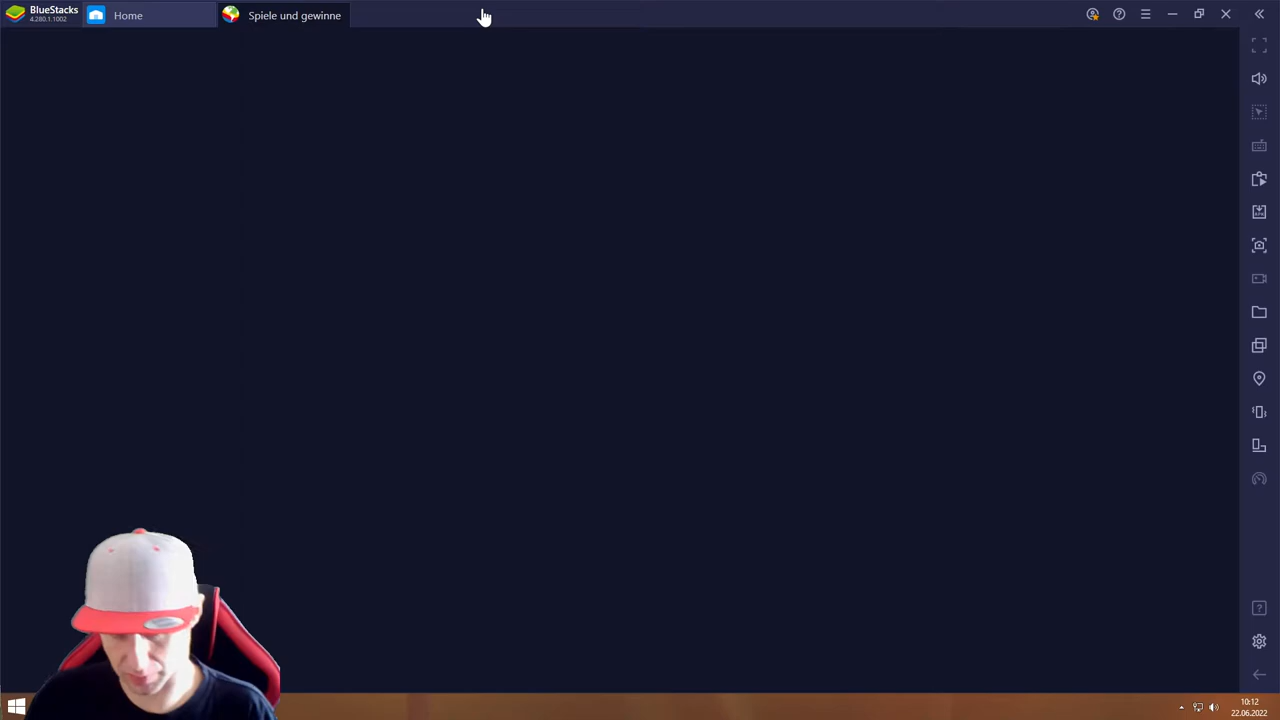 BlueStacks
4.280.1.1002
Home
Spiele und gewinne
10:12
22.06.2022